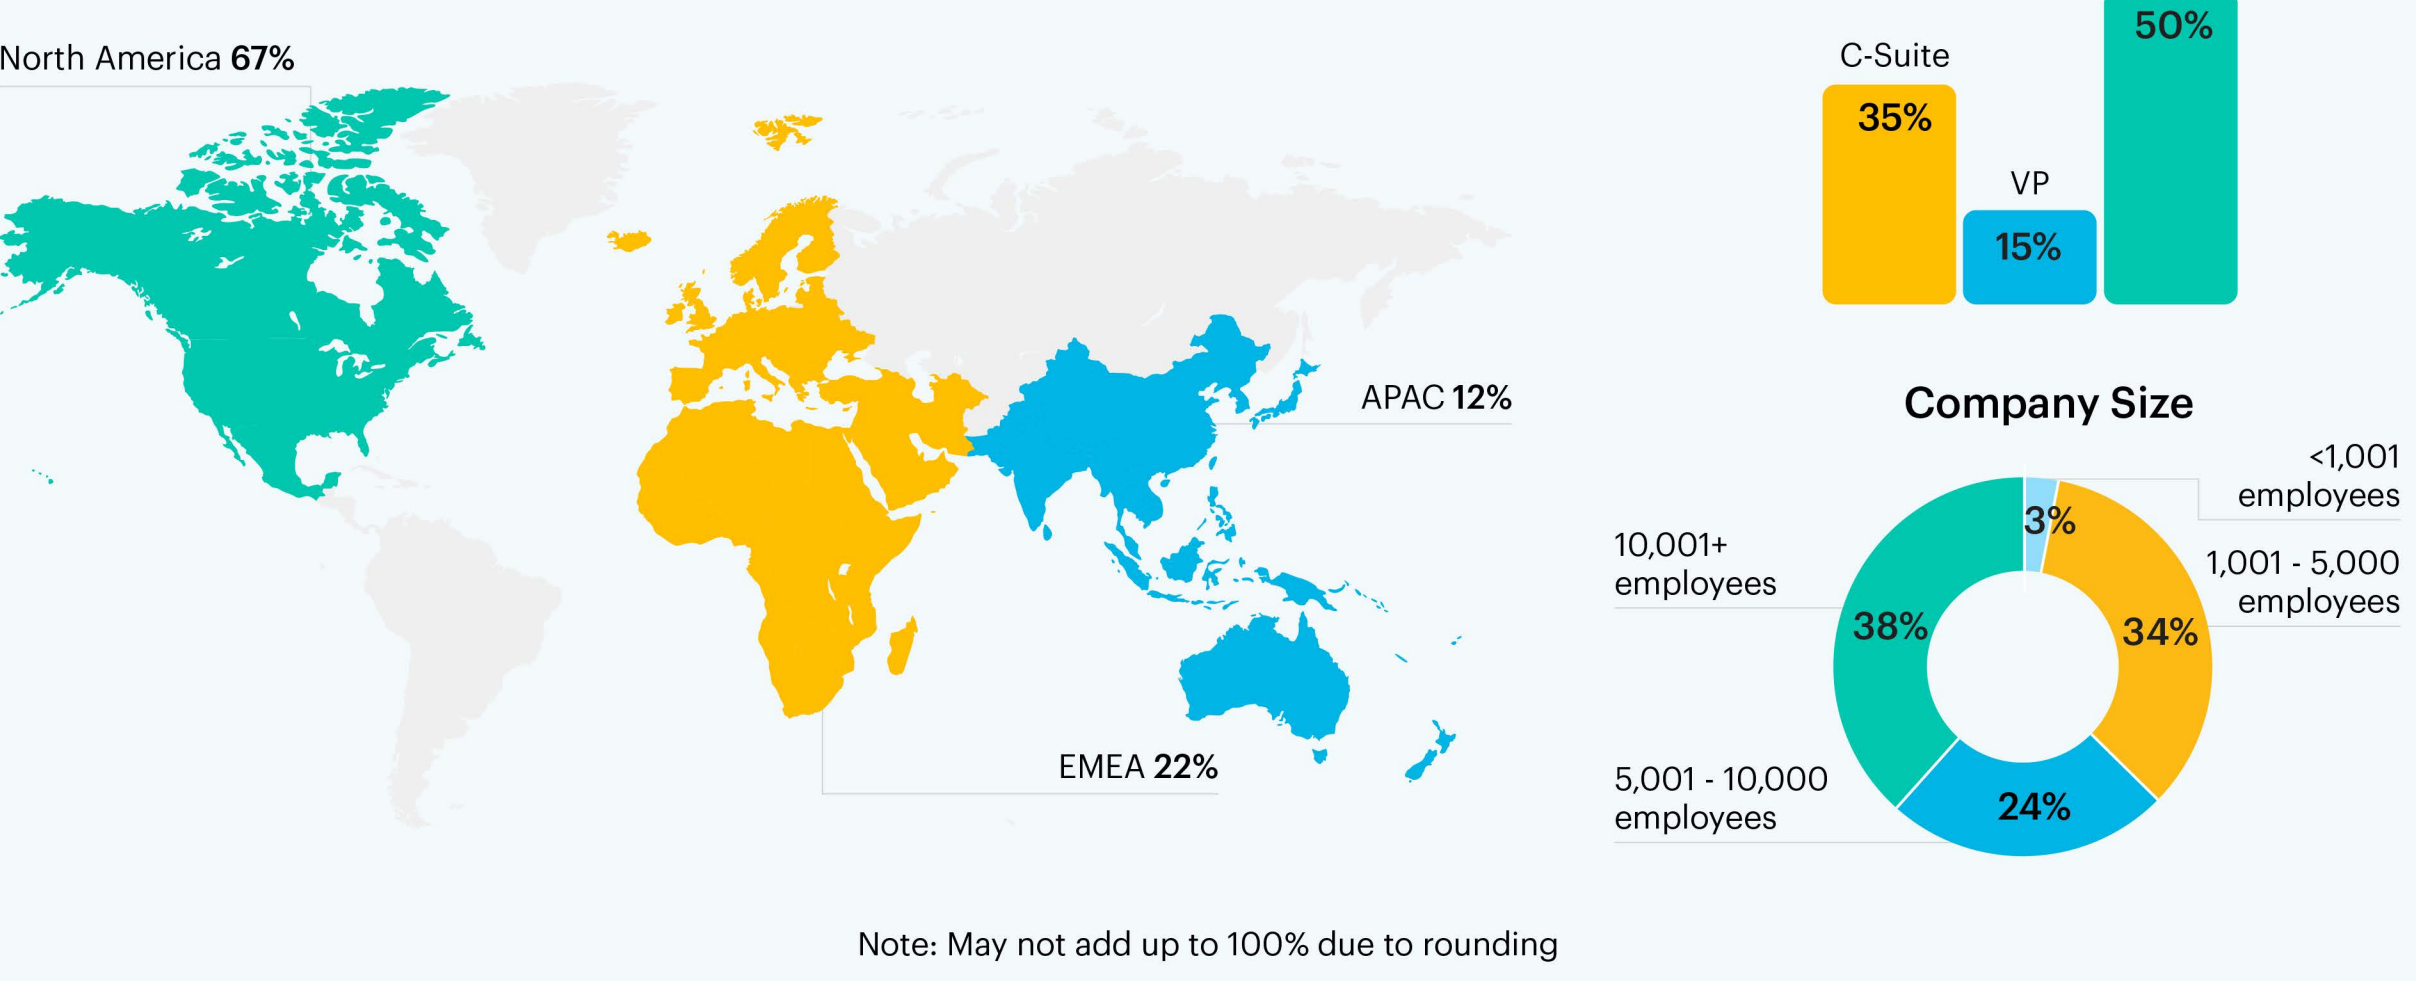 North America 67%
APAC 12%
EMEA 22%
50%
C-Suite
35%
VP
15%
Company Size
<1,001
employees
3%
1,001 - 5,000
employees
34%
10,001+
employees
38%
5,001 - 10,000
employees
24%
Note: May not add up to 100% due to rounding